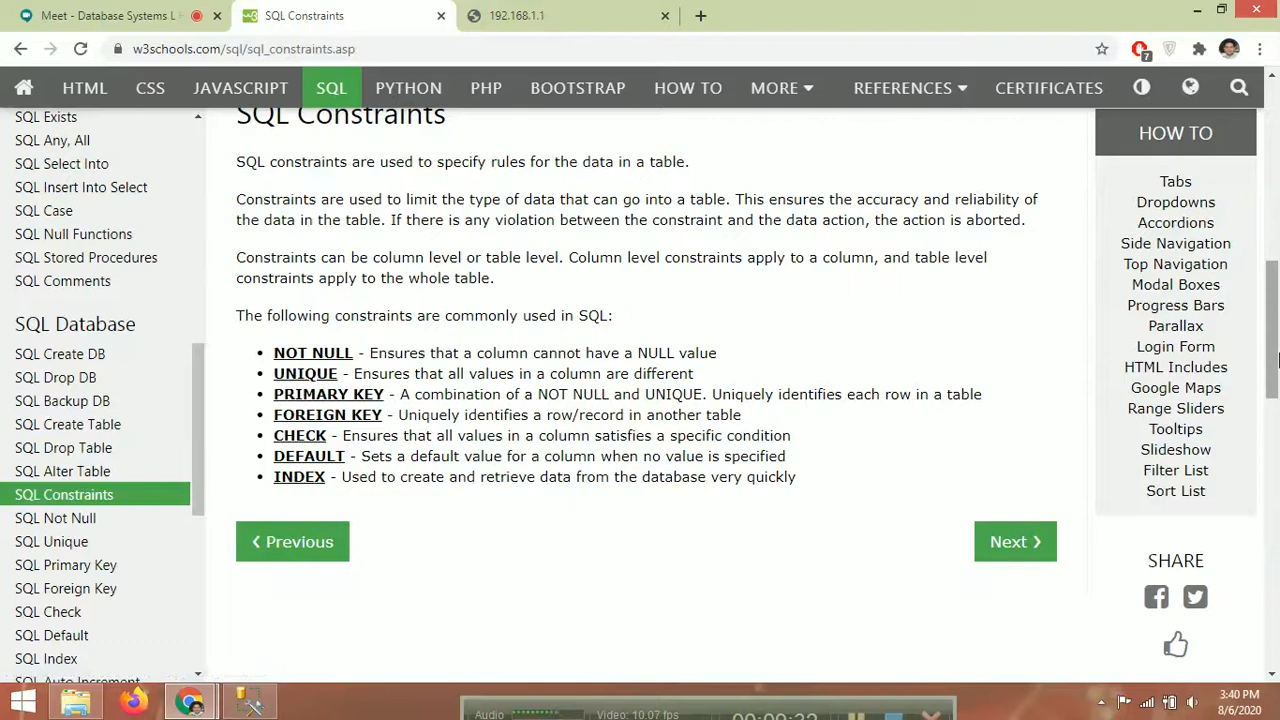 Meet - Database Systems L
SQL Constraints
192.168.1.1
w3schools.com/sql/sql_constraints.asp
7
HTML
CSS
JAVASCRIPT
SQL
PYTHON
PHP
BOOTSTRAP
HOW TO
MORE
REFERENCES
CERTIFICATES
SQL Exists
SQL Any, All
SQL Select Into
SQL Insert Into Select
SQL Case
SQL Null Functions
SQL Stored Procedures
SQL Comments
SQL Database
SQL Create DB
SQL Drop DB
SQL Backup DB
SQL Create Table
SQL Drop Table
SQL Alter Table
SQL Constraints
SQL Not Null
SQL Unique
SQL Primary Key
SQL Foreign Key
SQL Check
SQL Default
SQL Index
SQL Auto Increment
SQL Constraints
SQL constraints are used to specify rules for the data in a table.
Constraints are used to limit the type of data that can go into a table. This ensures the accuracy and reliability of
the data in the table. If there is any violation between the constraint and the data action, the action is aborted.
Constraints can be column level or table level. Column level constraints apply to a column, and table level
constraints apply to the whole table.
The following constraints are commonly used in SQL:
• NOT NULL - Ensures that a column cannot have a NULL value
• UNIQUE - Ensures that all values in a column are different
• PRIMARY KEY - A combination of a NOT NULL and UNIQUE. Uniquely identifies each row in a table
• FOREIGN KEY - Uniquely identifies a row/record in another table
• CHECK - Ensures that all values in a column satisfies a specific condition
• DEFAULT - Sets a default value for a column when no value is specified
• INDEX - Used to create and retrieve data from the database very quickly
❮ Previous
Next ❯
HOW TO
Tabs
Dropdowns
Accordions
Side Navigation
Top Navigation
Modal Boxes
Progress Bars
Parallax
Login Form
HTML Includes
Google Maps
Range Sliders
Tooltips
Slideshow
Filter List
Sort List
SHARE
Audio
Video: 10.07 fps
3:40 PM
8/6/2020